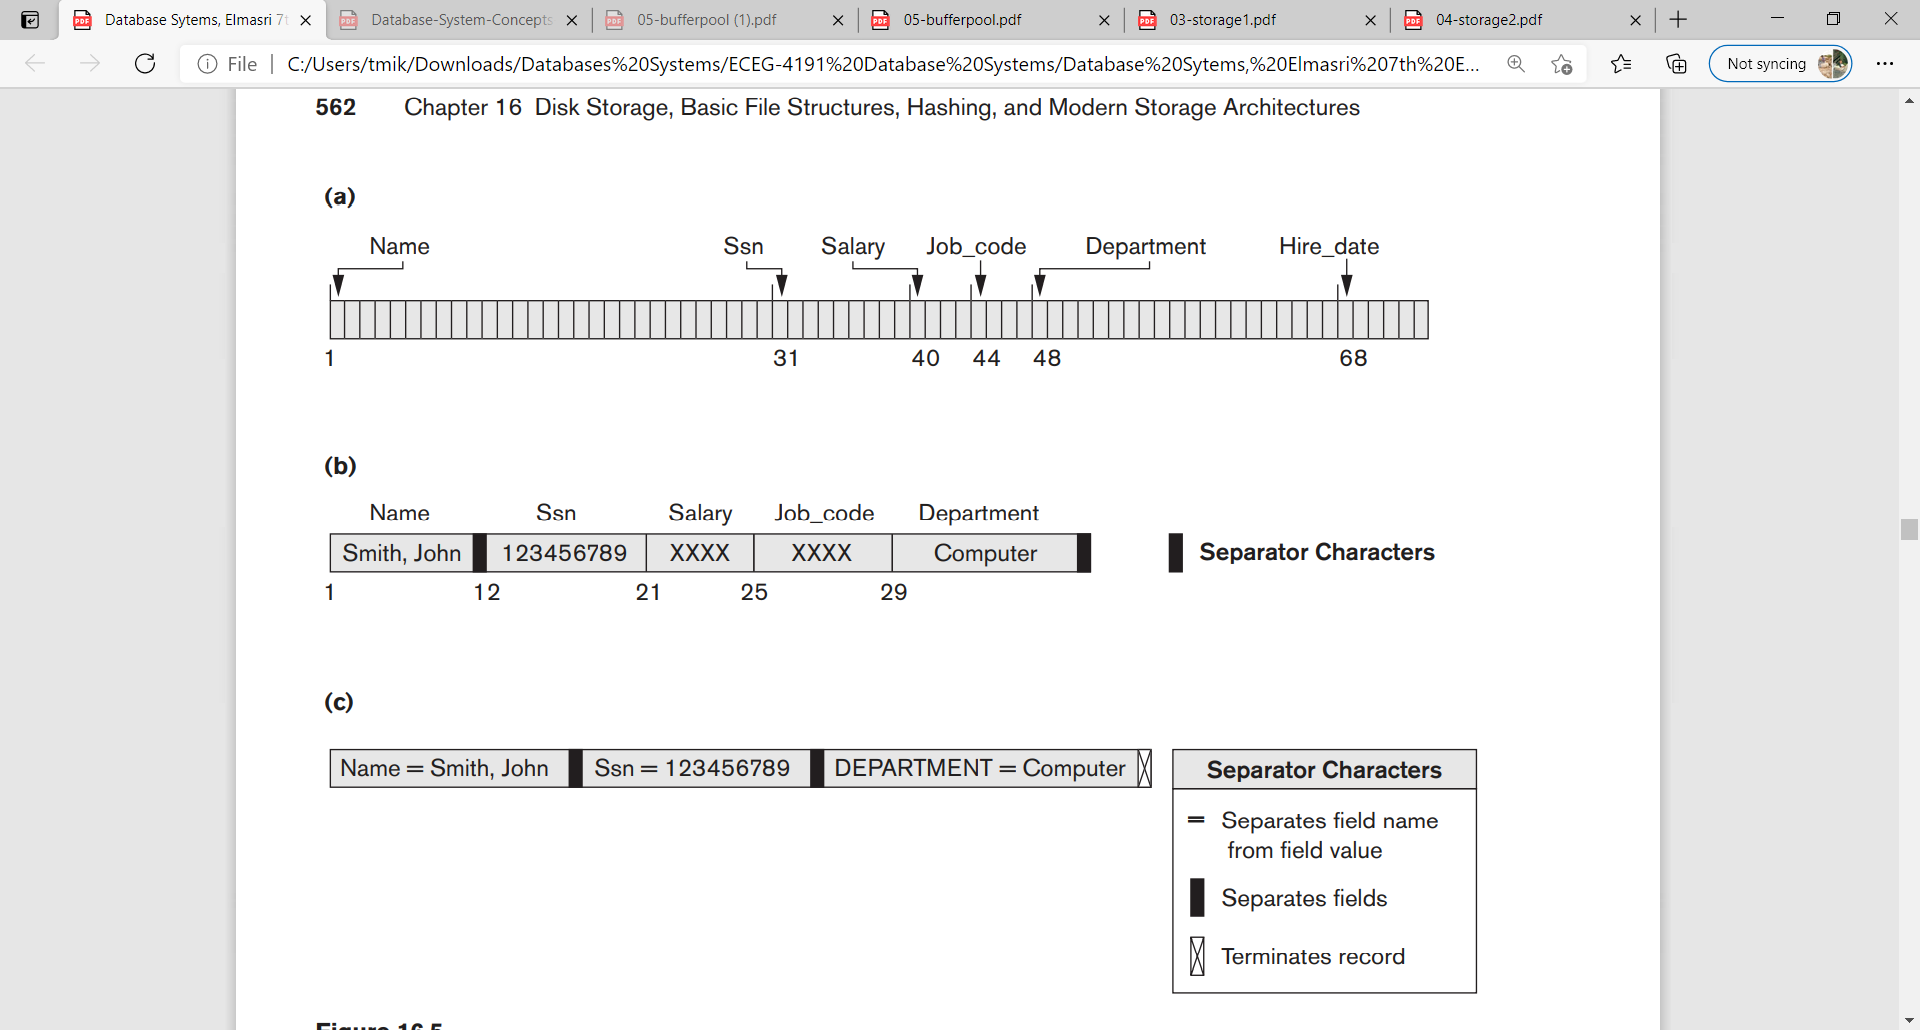 Database Sytems, Elmasri 7t
Database-System-Concepts
05-bufferpool (1).pdf
05-bufferpool.pdf
03-storage1.pdf
04-storage2.pdf
File
C:/Users/tmik/Downloads/Databases%20Systems/ECEG-4191%20Database%20Systems/Database%20Sytems,%20Elmasri%207th%20E...
Not syncing
562 Chapter 16 Disk Storage, Basic File Structures, Hashing, and Modern Storage Architectures
(a)
Name Ssn Salary Job_code Department Hire_date
1 31 40 44 48 68
(b)
Name Ssn Salary Job_code Department
Smith, John 123456789 XXXX XXXX Computer
Separator Characters
1 12 21 25 29
(c)
Name = Smith, John Ssn = 123456789 DEPARTMENT = Computer
Separator Characters
= Separates field name
from field value
Separates fields
Terminates record
Figure 16.5